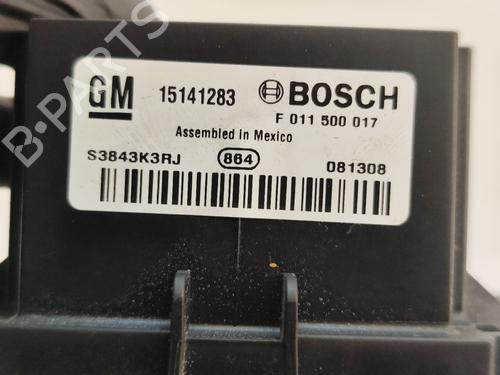 GM 15141283 BOSCH
F 011 500 017
Assembled in Mexico
S3843K3RJ 864 081308
B-PARTS